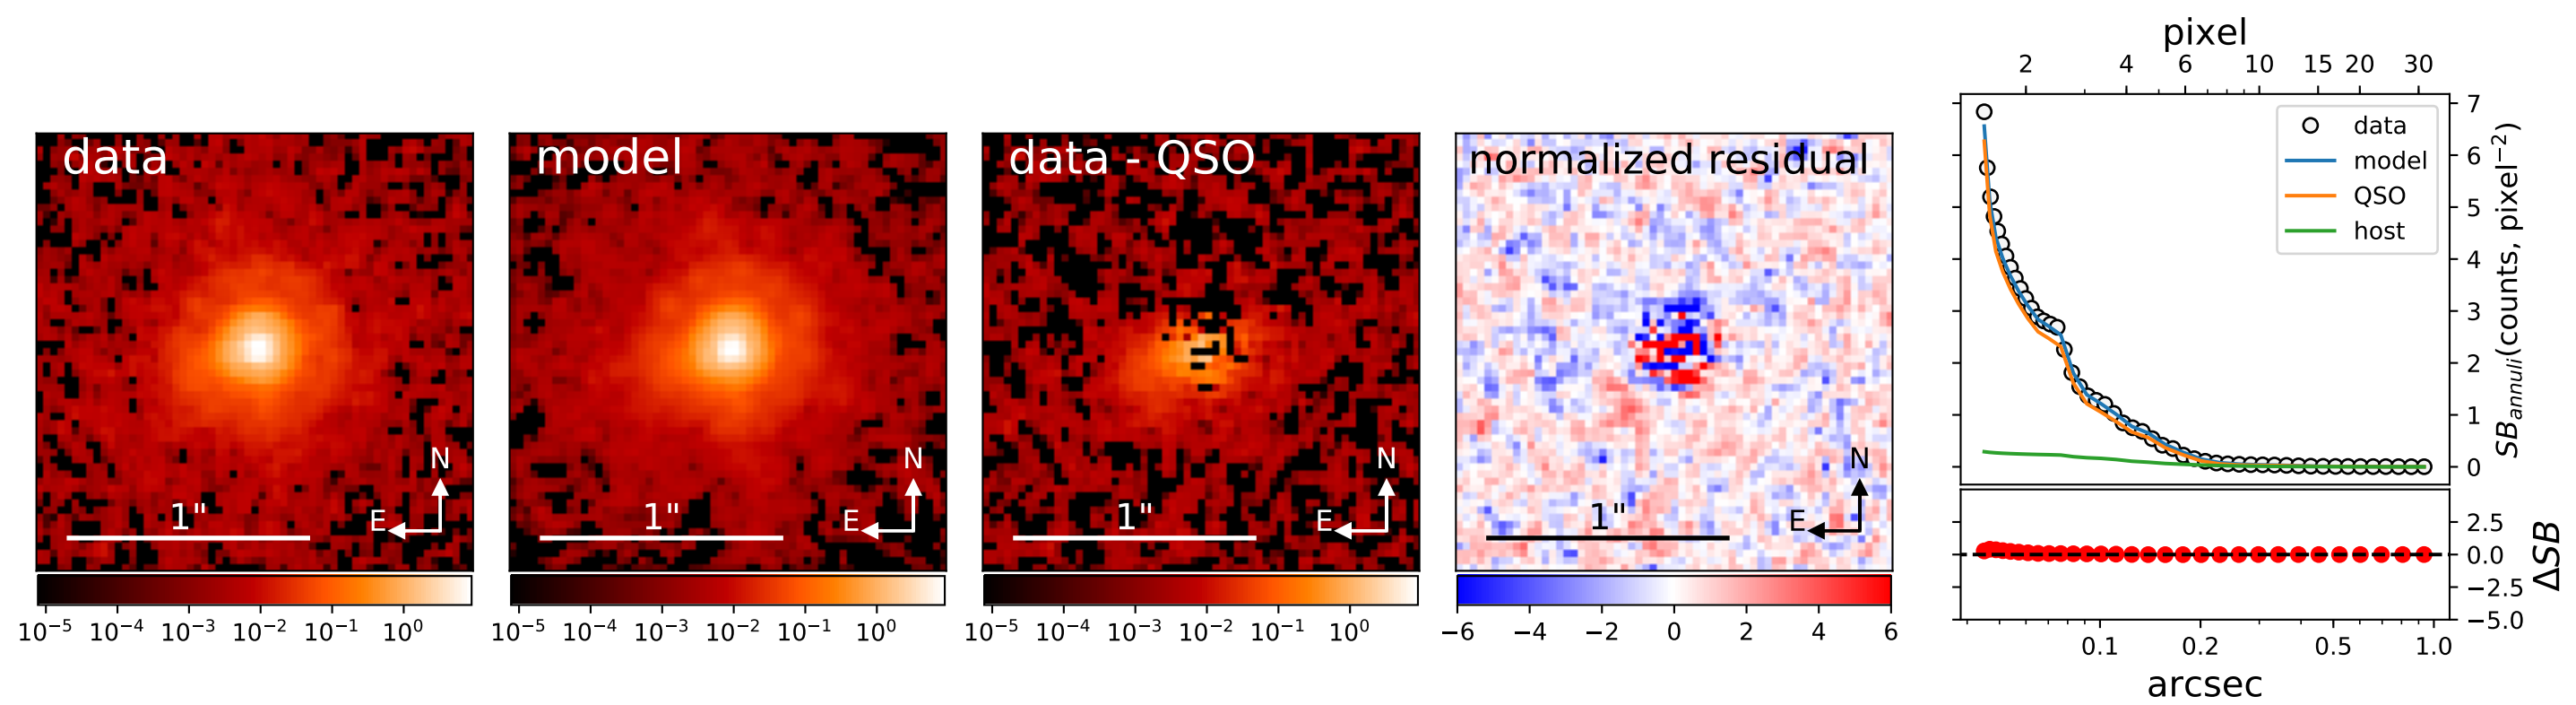 data
N
E
1"
10⁻⁵ 10⁻⁴ 10⁻³ 10⁻² 10⁻¹ 10⁰
model
N
E
1"
10⁻⁵ 10⁻⁴ 10⁻³ 10⁻² 10⁻¹ 10⁰
data - QSO
N
E
1"
10⁻⁵ 10⁻⁴ 10⁻³ 10⁻² 10⁻¹ 10⁰
normalized residual
N
E
1"
−6 −4 −2 0 2 4 6
pixel
2 4 6 10 15 20 30
data
model
QSO
host
7
6
5
4
3
2
1
0
SB_annuli(counts, pixel⁻²)
2.5
0.0
−2.5
−5.0
ΔSB
0.1 0.2 0.5 1.0
arcsec